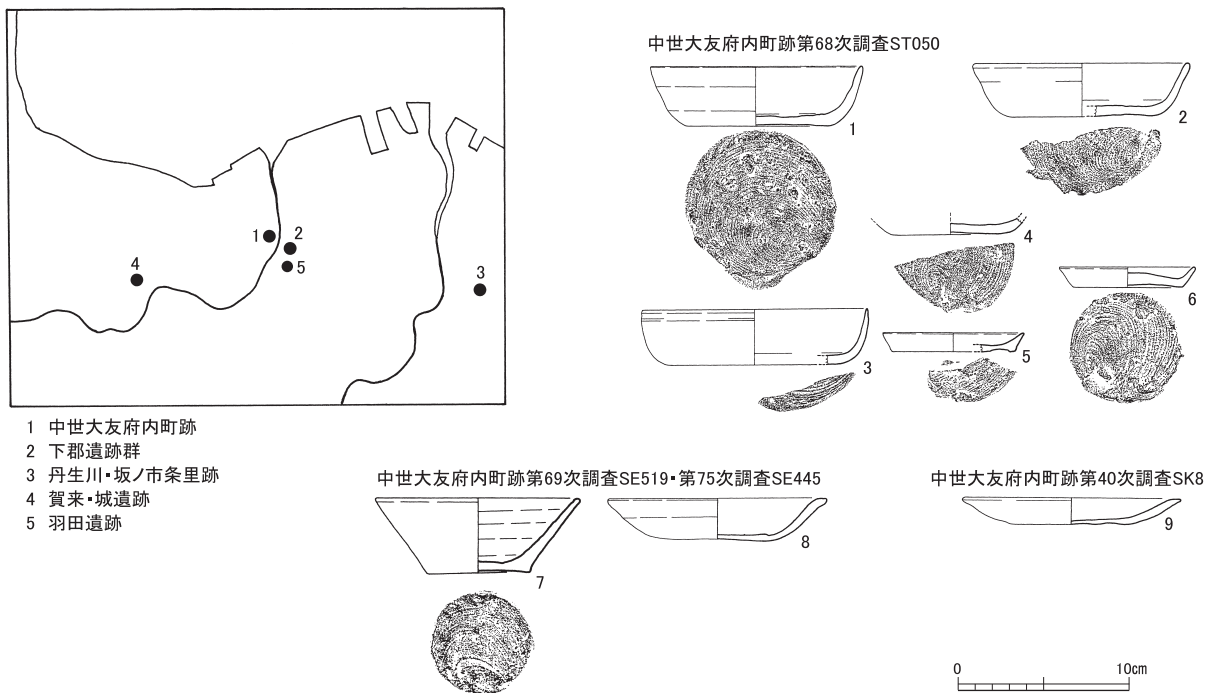 1
2
5
3
4
1 中世大友府内町跡
2 下郡遺跡群
3 丹生川・坂ノ市条里跡
4 賀来・城遺跡
5 羽田遺跡
中世大友府内町跡第68次調査ST050
1
2
4
6
3
5
中世大友府内町跡第69次調査SE519・第75次調査SE445
7
8
中世大友府内町跡第40次調査SK8
9
0 10cm